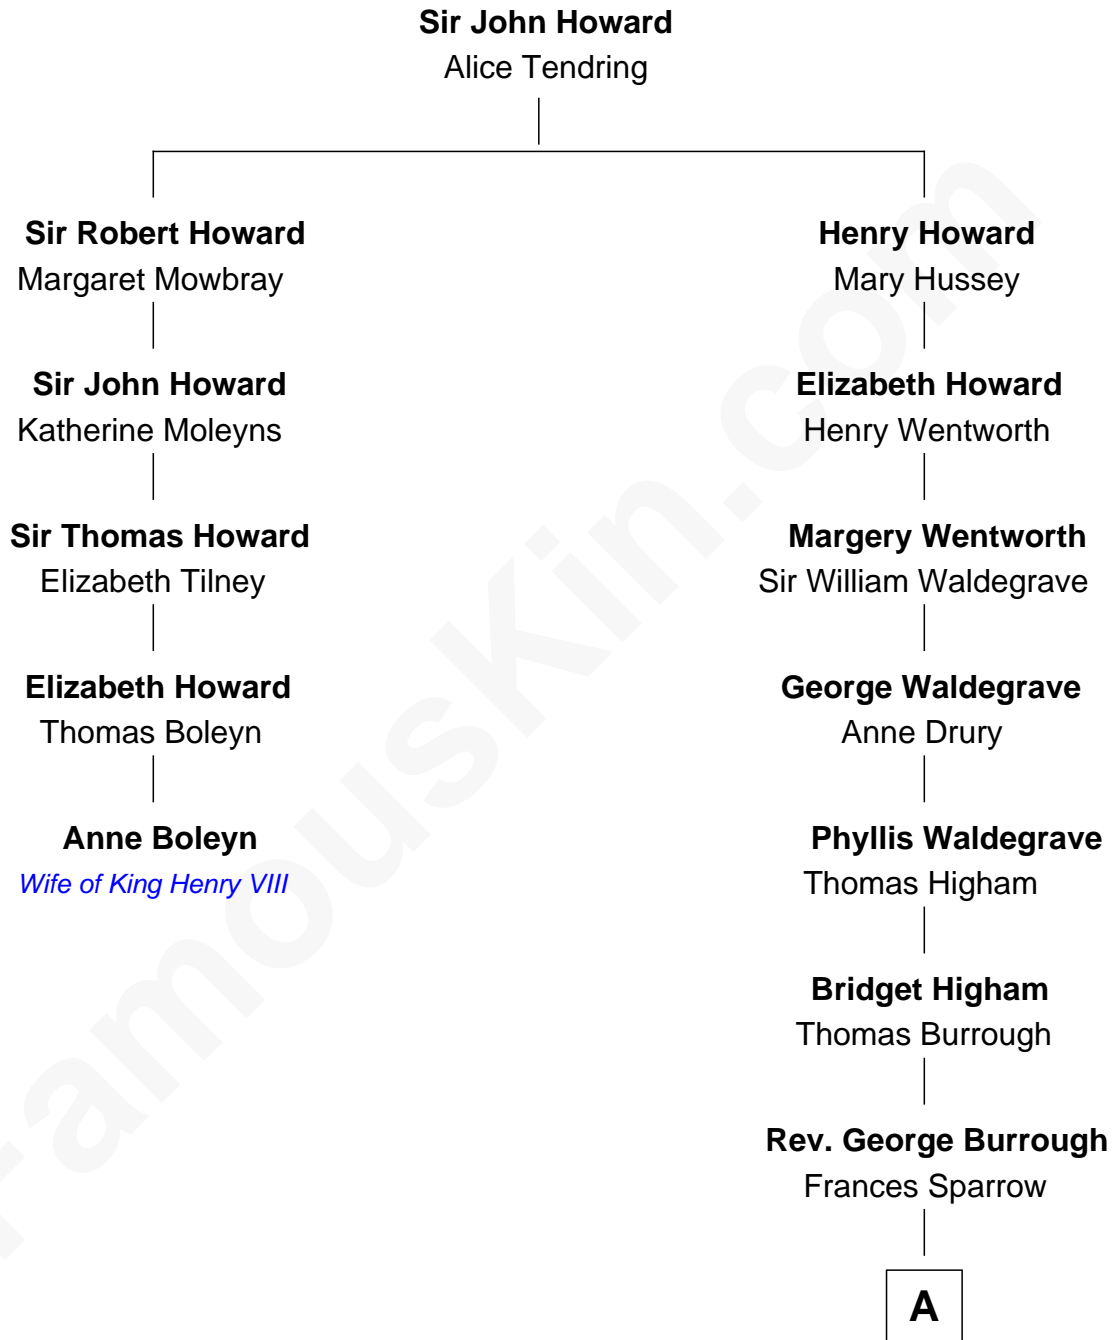 Sir John Howard
Alice Tendring
Sir Robert Howard
Margaret Mowbray
Henry Howard
Mary Hussey
Sir John Howard
Katherine Moleyns
Elizabeth Howard
Henry Wentworth
Sir Thomas Howard
Elizabeth Tilney
Margery Wentworth
Sir William Waldegrave
Elizabeth Howard
Thomas Boleyn
George Waldegrave
Anne Drury
Anne Boleyn
Wife of King Henry VIII
Phyllis Waldegrave
Thomas Higham
Bridget Higham
Thomas Burrough
Rev. George Burrough
Frances Sparrow
A
FamousKin.com